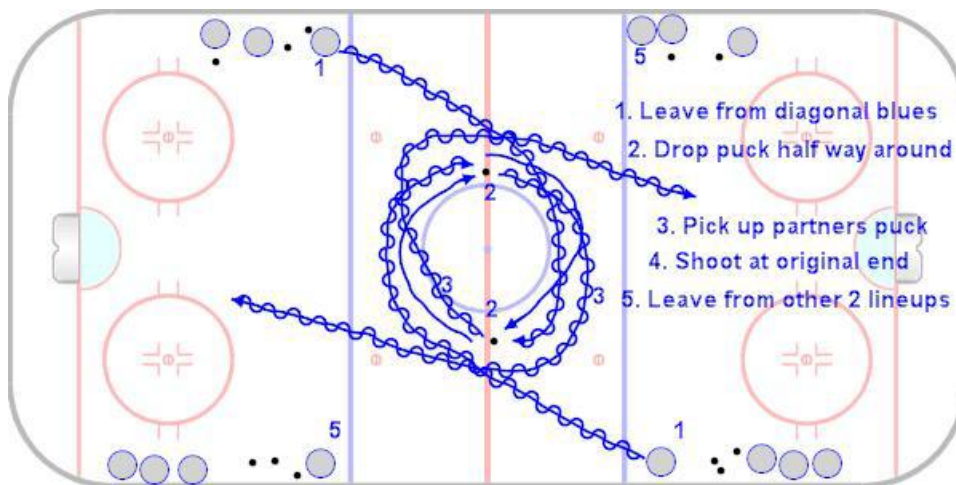 1
5
1. Leave from diagonal blues
2. Drop puck half way around
2
3. Pick up partners puck
4. Shoot at original end
3
3
5. Leave from other 2 lineups
2
5
1